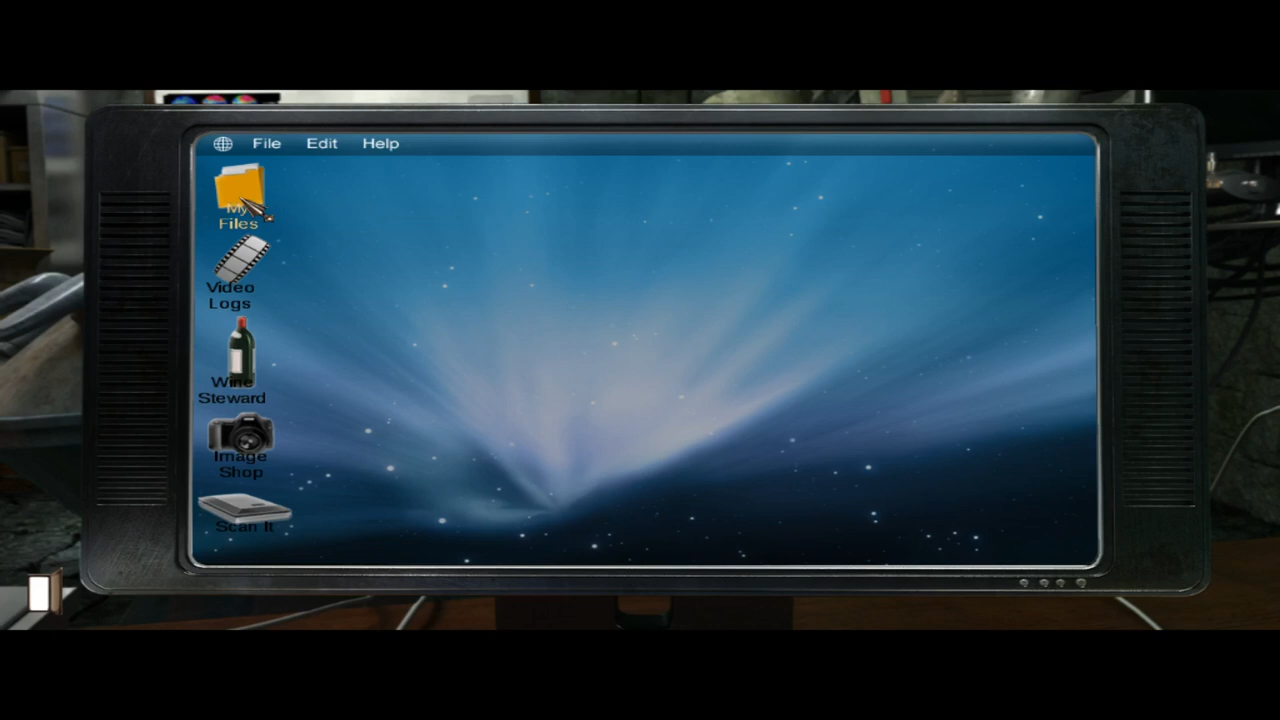 File Edit Help
My
Files
Video
Logs
Wine
Steward
Image
Shop
Scan It